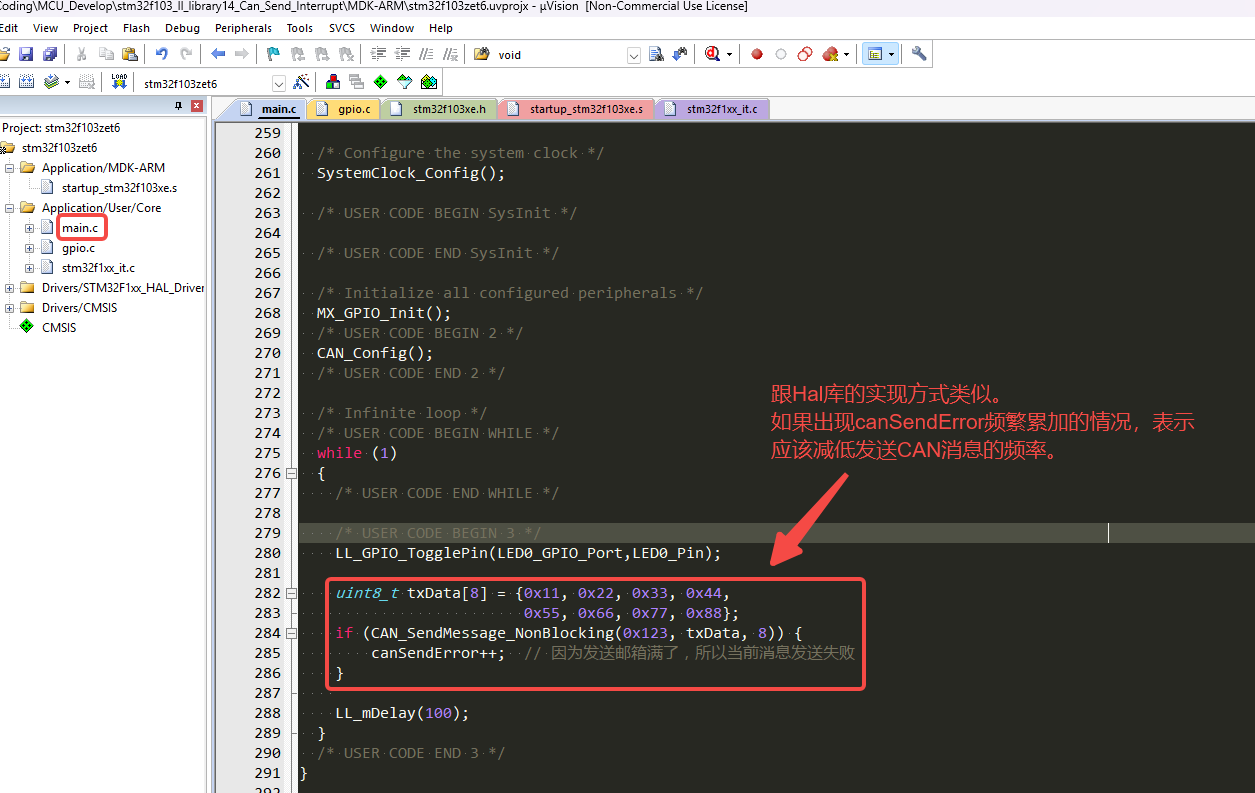 Coding\MCU_Develop\stm32f103_ll_library14_Can_Send_Interrupt\MDK-ARM\stm32f103zet6.uvprojx - µVision [Non-Commercial Use License]
Edit View Project Flash Debug Peripherals Tools SVCS Window Help
void
LOAD stm32f103zet6
main.c gpio.c stm32f103xe.h startup_stm32f103xe.s stm32f1xx_it.c
Project: stm32f103zet6
stm32f103zet6
Application/MDK-ARM
startup_stm32f103xe.s
Application/User/Core
main.c
gpio.c
stm32f1xx_it.c
Drivers/STM32F1xx_HAL_Driver
Drivers/CMSIS
CMSIS
259
260 /* Configure the system clock */
261 SystemClock_Config();
262
263 /* USER CODE BEGIN SysInit */
264
265 /* USER CODE END SysInit */
266
267 /* Initialize all configured peripherals */
268 MX_GPIO_Init();
269 /* USER CODE BEGIN 2 */
270 CAN_Config();
271 /* USER CODE END 2 */
272
273 /* Infinite loop */
274 /* USER CODE BEGIN WHILE */
275 while (1)
276 {
277 /* USER CODE END WHILE */
278
279 /* USER CODE BEGIN 3 */
280 LL_GPIO_TogglePin(LED0_GPIO_Port,LED0_Pin);
281
282 uint8_t txData[8] = {0x11, 0x22, 0x33, 0x44,
283 0x55, 0x66, 0x77, 0x88};
284 if (CAN_SendMessage_NonBlocking(0x123, txData, 8)) {
285 canSendError++; // 因为发送邮箱满了，所以当前消息发送失败
286 }
287
288 LL_mDelay(100);
289 }
290 /* USER CODE END 3 */
291 }
292
跟Hal库的实现方式类似。
如果出现canSendError频繁累加的情况，表示
应该减低发送CAN消息的频率。